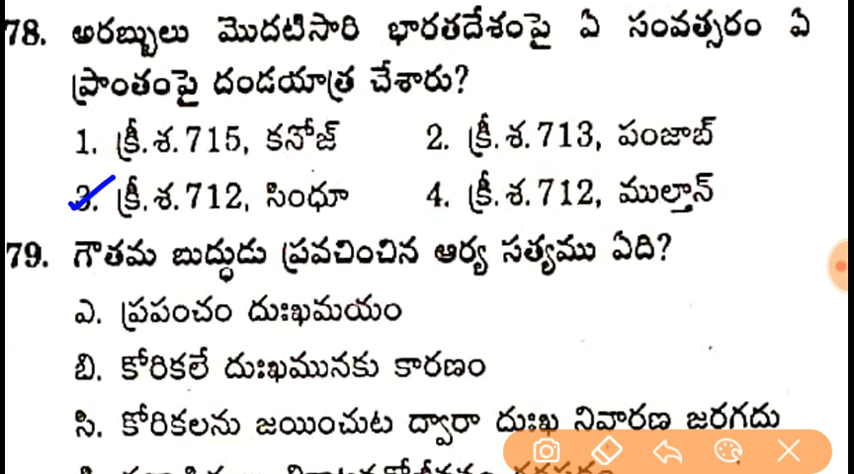 78. అరబ్బులు మొదటిసారి భారతదేశంపై ఏ సంవత్సరం ఏ
ప్రాంతంపై దండయాత్ర చేశారు?
1. క్రీ.శ. 715, కనోజ్ 2. క్రీ.శ. 713, పంజాబ్
3. క్రీ.శ. 712, సింధూ 4. క్రీ.శ. 712, ముల్తాన్
79. గౌతమ బుద్ధుడు ప్రవచించిన ఆర్య సత్యము ఏది?
ఎ. ప్రపంచం దుఃఖమయం
బి. కోరికలే దుఃఖమునకు కారణం
సి. కోరికలను జయించుట ద్వారా దుఃఖ నివారణ జరగదు